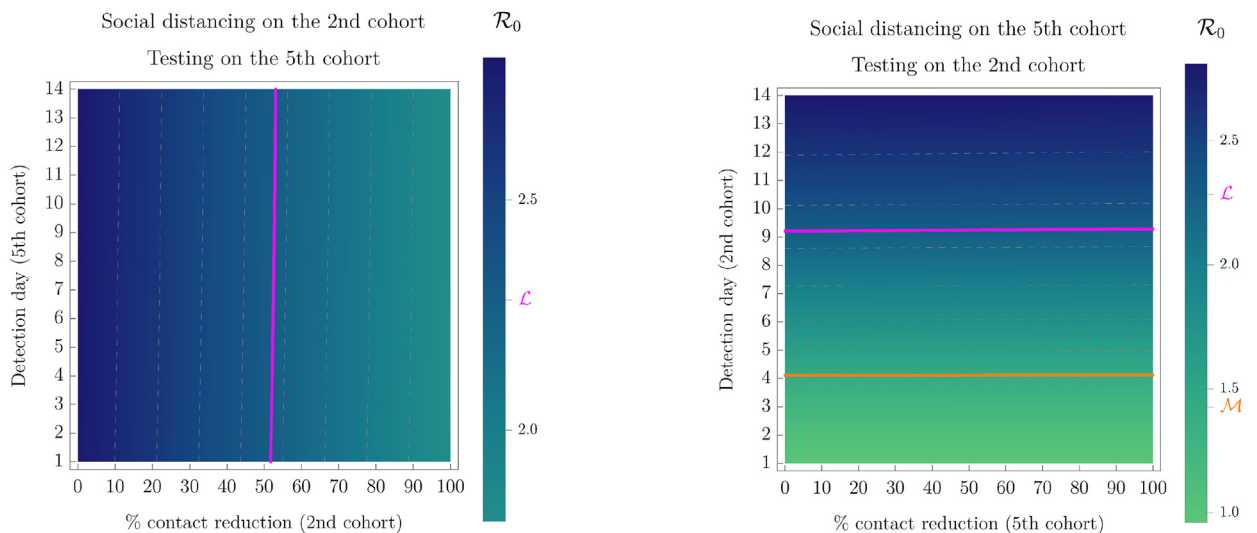 Social distancing on the 2nd cohort
Testing on the 5th cohort
R₀
14
13
12
11
10
9
8
7
6
5
4
3
2
1
Detection day (5th cohort)
0 10 20 30 40 50 60 70 80 90 100
% contact reduction (2nd cohort)
2.5
ℒ
2.0
Social distancing on the 5th cohort
Testing on the 2nd cohort
R₀
14
13
12
11
10
9
8
7
6
5
4
3
2
1
Detection day (2nd cohort)
0 10 20 30 40 50 60 70 80 90 100
% contact reduction (5th cohort)
2.5
ℒ
2.0
1.5
ℳ
1.0